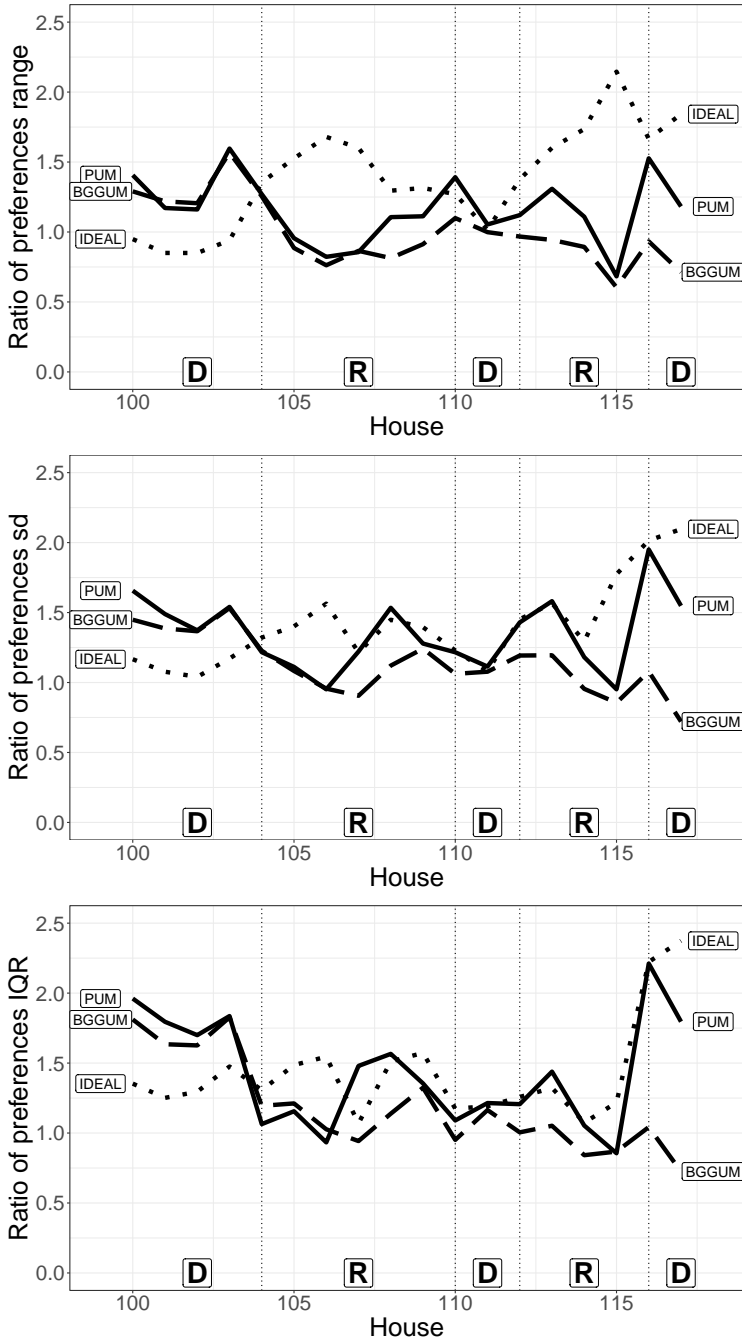 Ratio of preferences range
2.5
2.0
1.5
1.0
0.5
0.0
PUM
BGGUM
IDEAL
IDEAL
PUM
BGGUM
D R D R D
100 105 110 115
House
Ratio of preferences sd
2.5
2.0
1.5
1.0
0.5
0.0
PUM
BGGUM
IDEAL
IDEAL
PUM
BGGUM
D R D R D
100 105 110 115
House
Ratio of preferences IQR
2.5
2.0
1.5
1.0
0.5
0.0
PUM
BGGUM
IDEAL
IDEAL
PUM
BGGUM
D R D R D
100 105 110 115
House